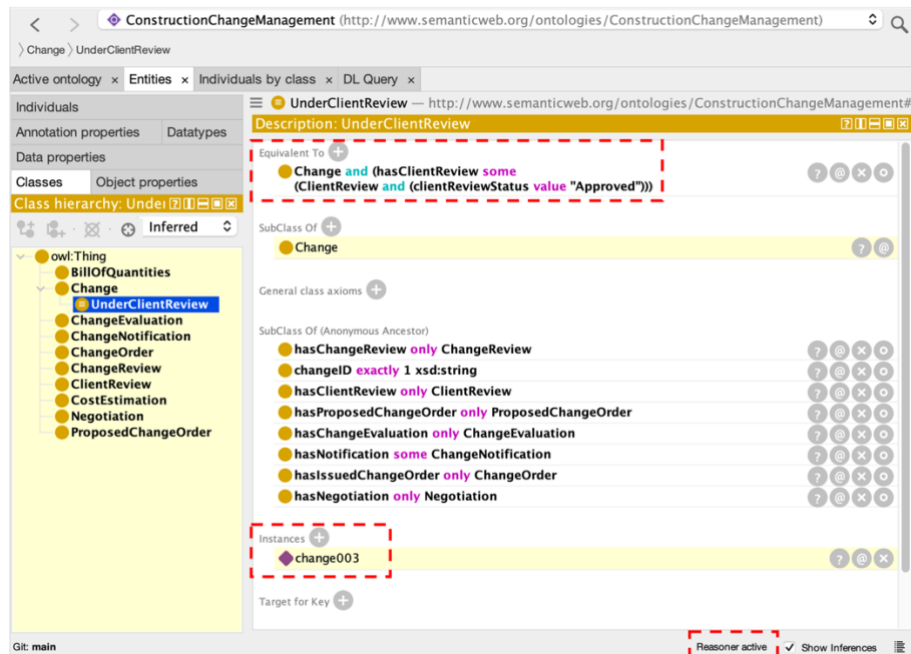 ConstructionChangeManagement (http://www.semanticweb.org/ontologies/ConstructionChangeManagement)
Change
UnderClientReview
Active ontology × Entities × Individuals by class × DL Query ×
Individuals
Annotation properties
Datatypes
Data properties
Classes
Object properties
Class hierarchy: Under
Inferred
owl:Thing
BillOfQuantities
Change
UnderClientReview
ChangeEvaluation
ChangeNotification
ChangeOrder
ChangeReview
ClientReview
CostEstimation
Negotiation
ProposedChangeOrder
UnderClientReview — http://www.semanticweb.org/ontologies/ConstructionChangeManagement#
Description: UnderClientReview
Equivalent To
Change and (hasClientReview some
(ClientReview and (clientReviewStatus value "Approved")))
SubClass Of
Change
General class axioms
SubClass Of (Anonymous Ancestor)
hasChangeReview only ChangeReview
changeID exactly 1 xsd:string
hasClientReview only ClientReview
hasProposedChangeOrder only ProposedChangeOrder
hasChangeEvaluation only ChangeEvaluation
hasNotification some ChangeNotification
hasIssuedChangeOrder only ChangeOrder
hasNegotiation only Negotiation
Instances
change003
Target for Key
Git: main
Reasoner active
Show Inferences